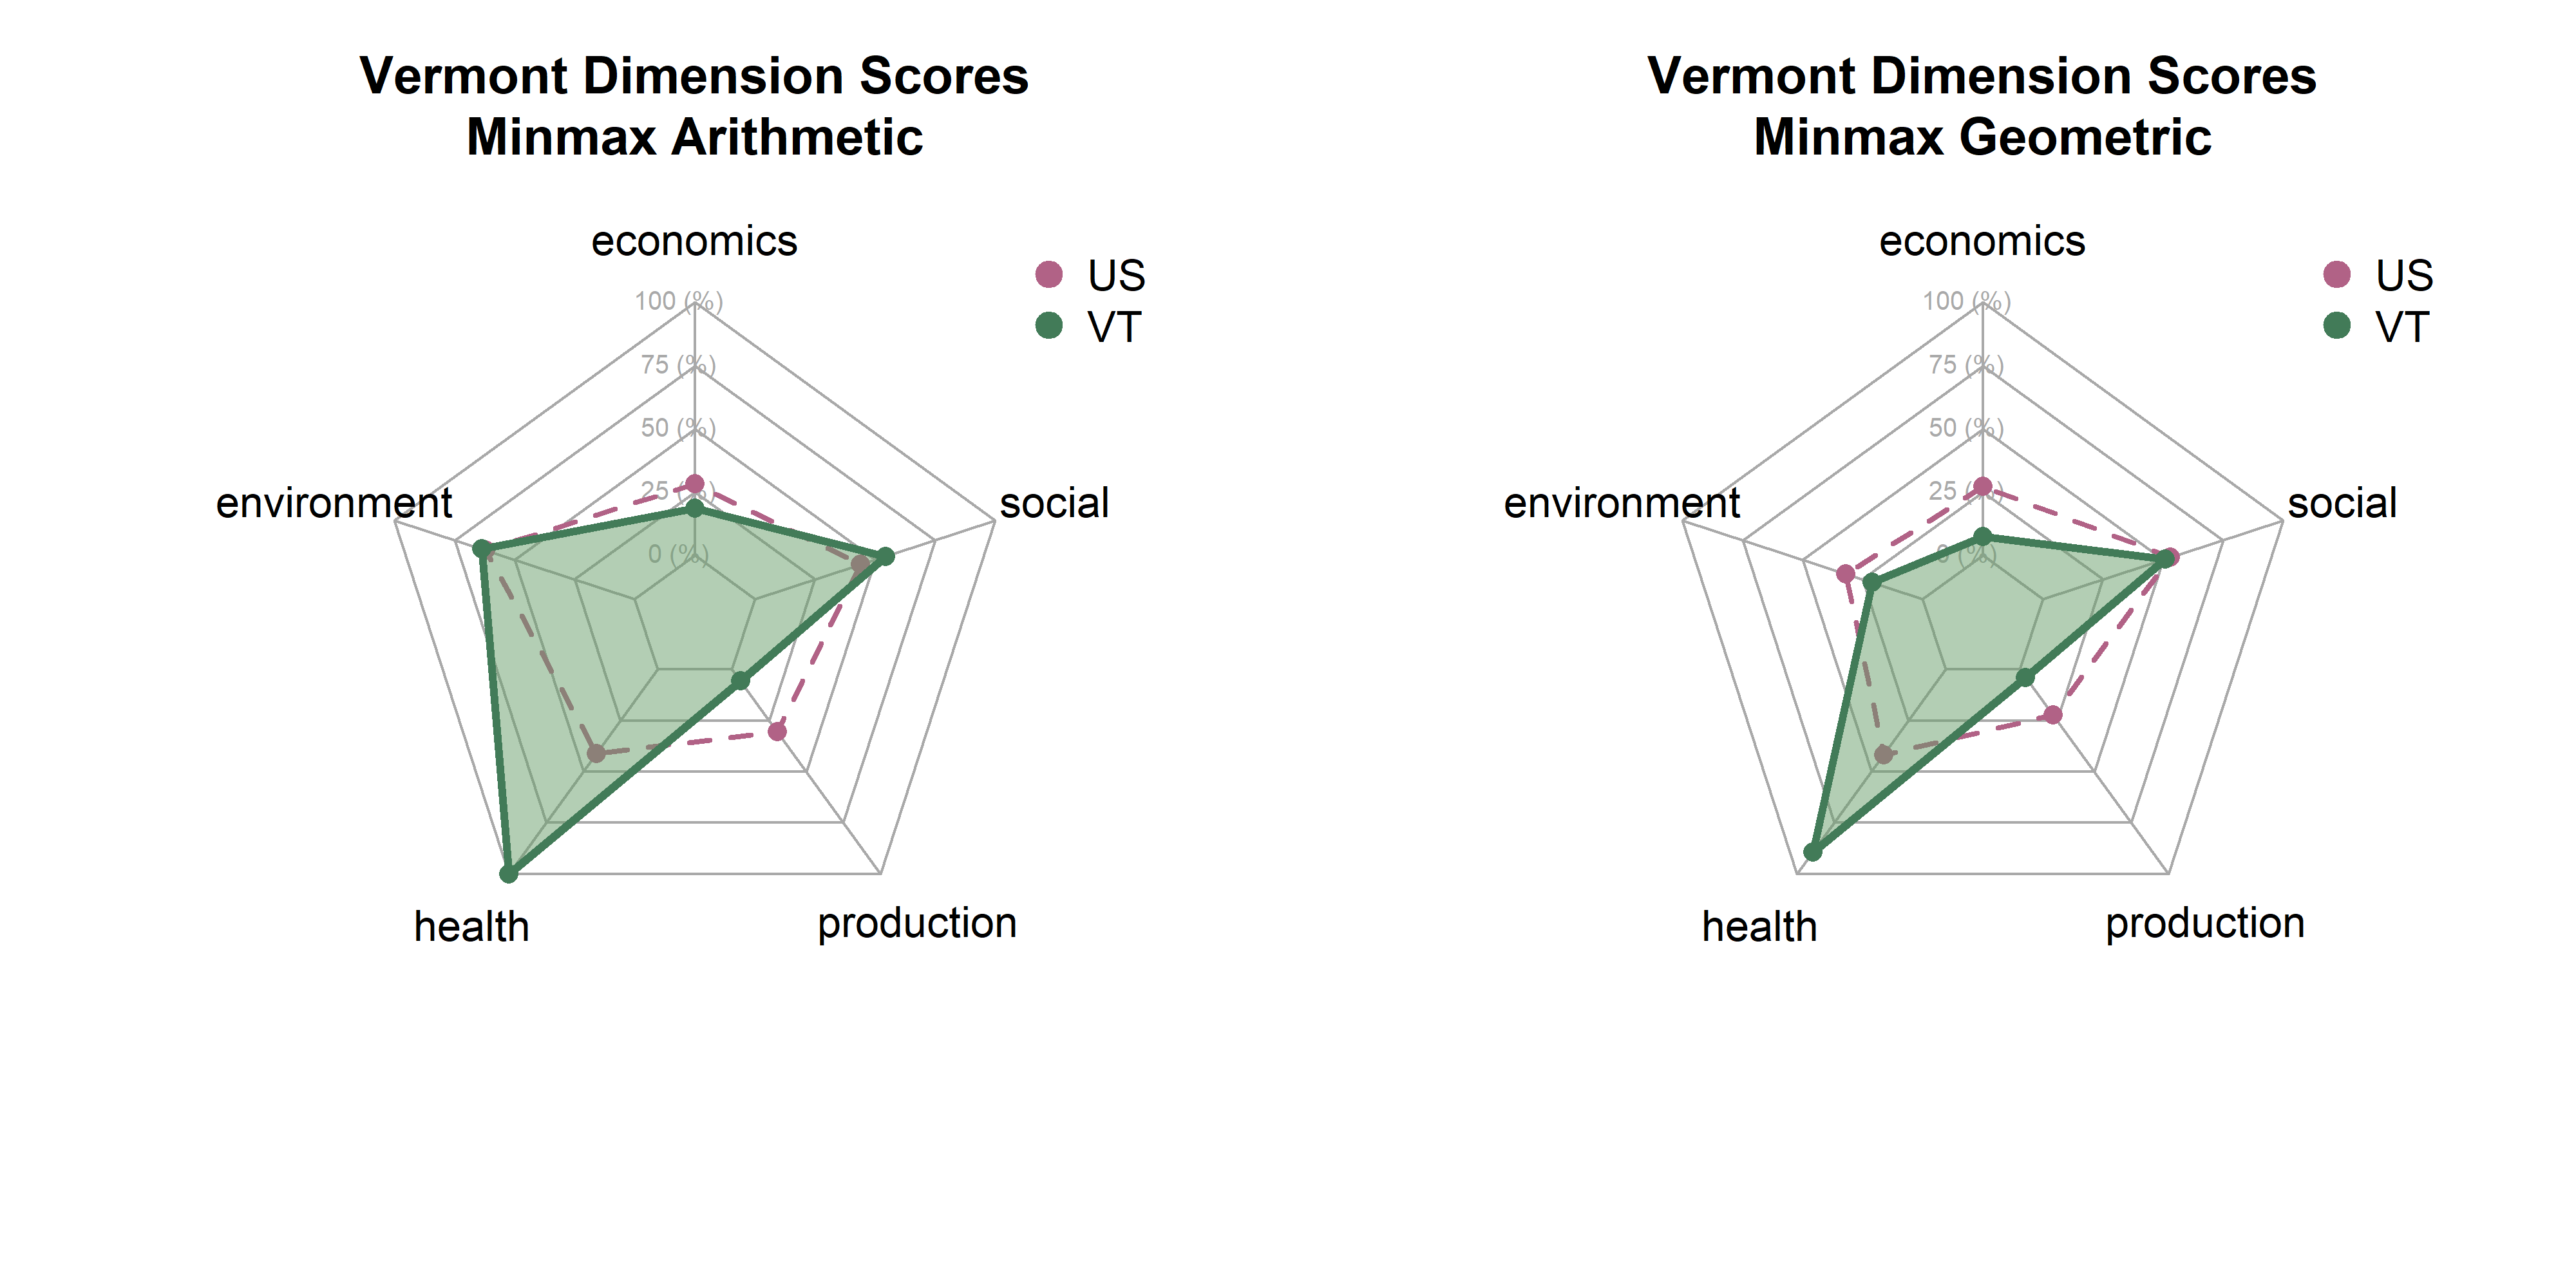 Vermont Dimension Scores
Minmax Arithmetic
economics
US
VT
100 (%)
75 (%)
50 (%)
25 (%)
0 (%)
environment
social
health
production
Vermont Dimension Scores
Minmax Geometric
economics
US
VT
100 (%)
75 (%)
50 (%)
25 (%)
0 (%)
environment
social
health
production